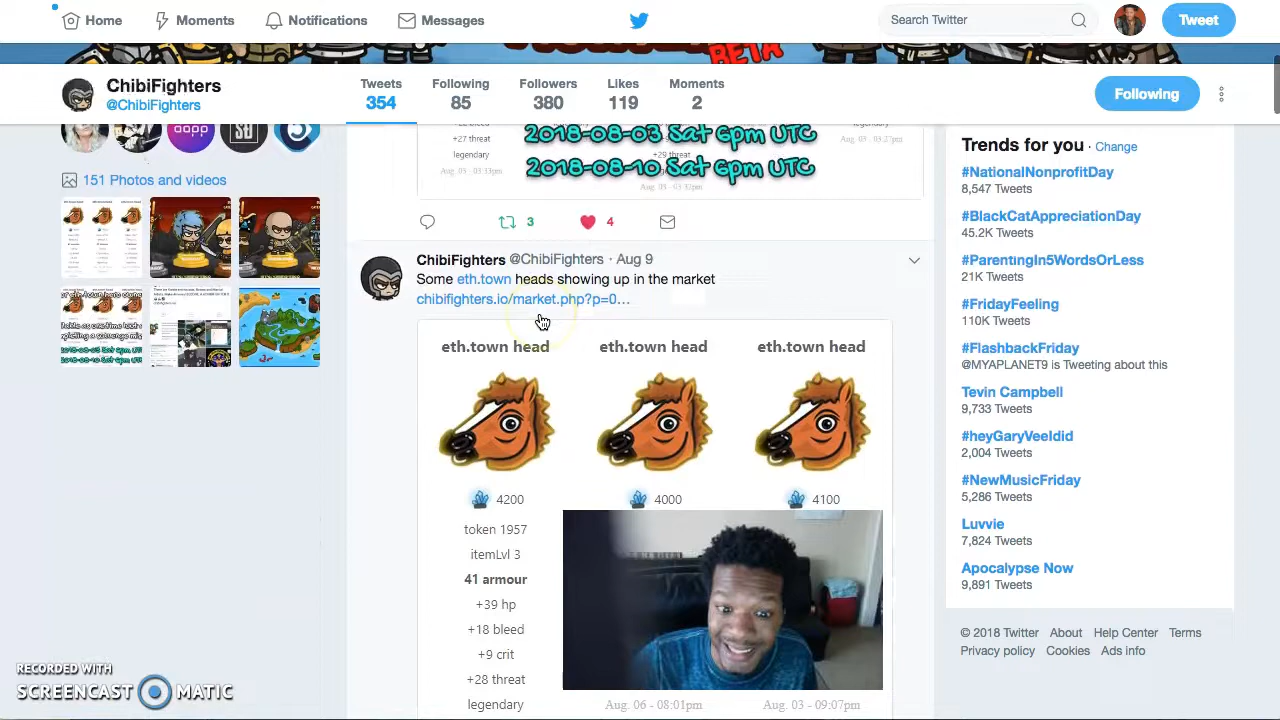 Home
Moments
Notifications
Messages
Search Twitter
Tweet
BETA
ChibiFighters
@ChibiFighters
Tweets
354
Following
85
Followers
380
Likes
119
Moments
2
Following
151 Photos and videos
+27 threat
legendary
Aug. 03 - 03:33pm
2018-08-03 Sat 6pm UTC
2018-08-10 Sat 6pm UTC
+29 threat
3
4
ChibiFighters @ChibiFighters · Aug 9
Some eth.town heads showing up in the market
chibifighters.io/market.php?p=0…
eth.town head
eth.town head
eth.town head
4200
4000
4100
token 1957
itemLvl 3
41 armour
+39 hp
+18 bleed
+9 crit
+28 threat
legendary
Aug. 06 - 08:01pm
Aug. 03 - 09:07pm
Trends for you · Change
#NationalNonprofitDay
8,547 Tweets
#BlackCatAppreciationDay
45.2K Tweets
#ParentingIn5WordsOrLess
21K Tweets
#FridayFeeling
110K Tweets
#FlashbackFriday
@MYAPLANET9 is Tweeting about this
Tevin Campbell
9,733 Tweets
#heyGaryVeeIdid
2,004 Tweets
#NewMusicFriday
5,286 Tweets
Luvvie
7,824 Tweets
Apocalypse Now
9,891 Tweets
© 2018 Twitter About Help Center Terms
Privacy policy Cookies Ads info
RECORDED WITH
SCREENCAST MATIC